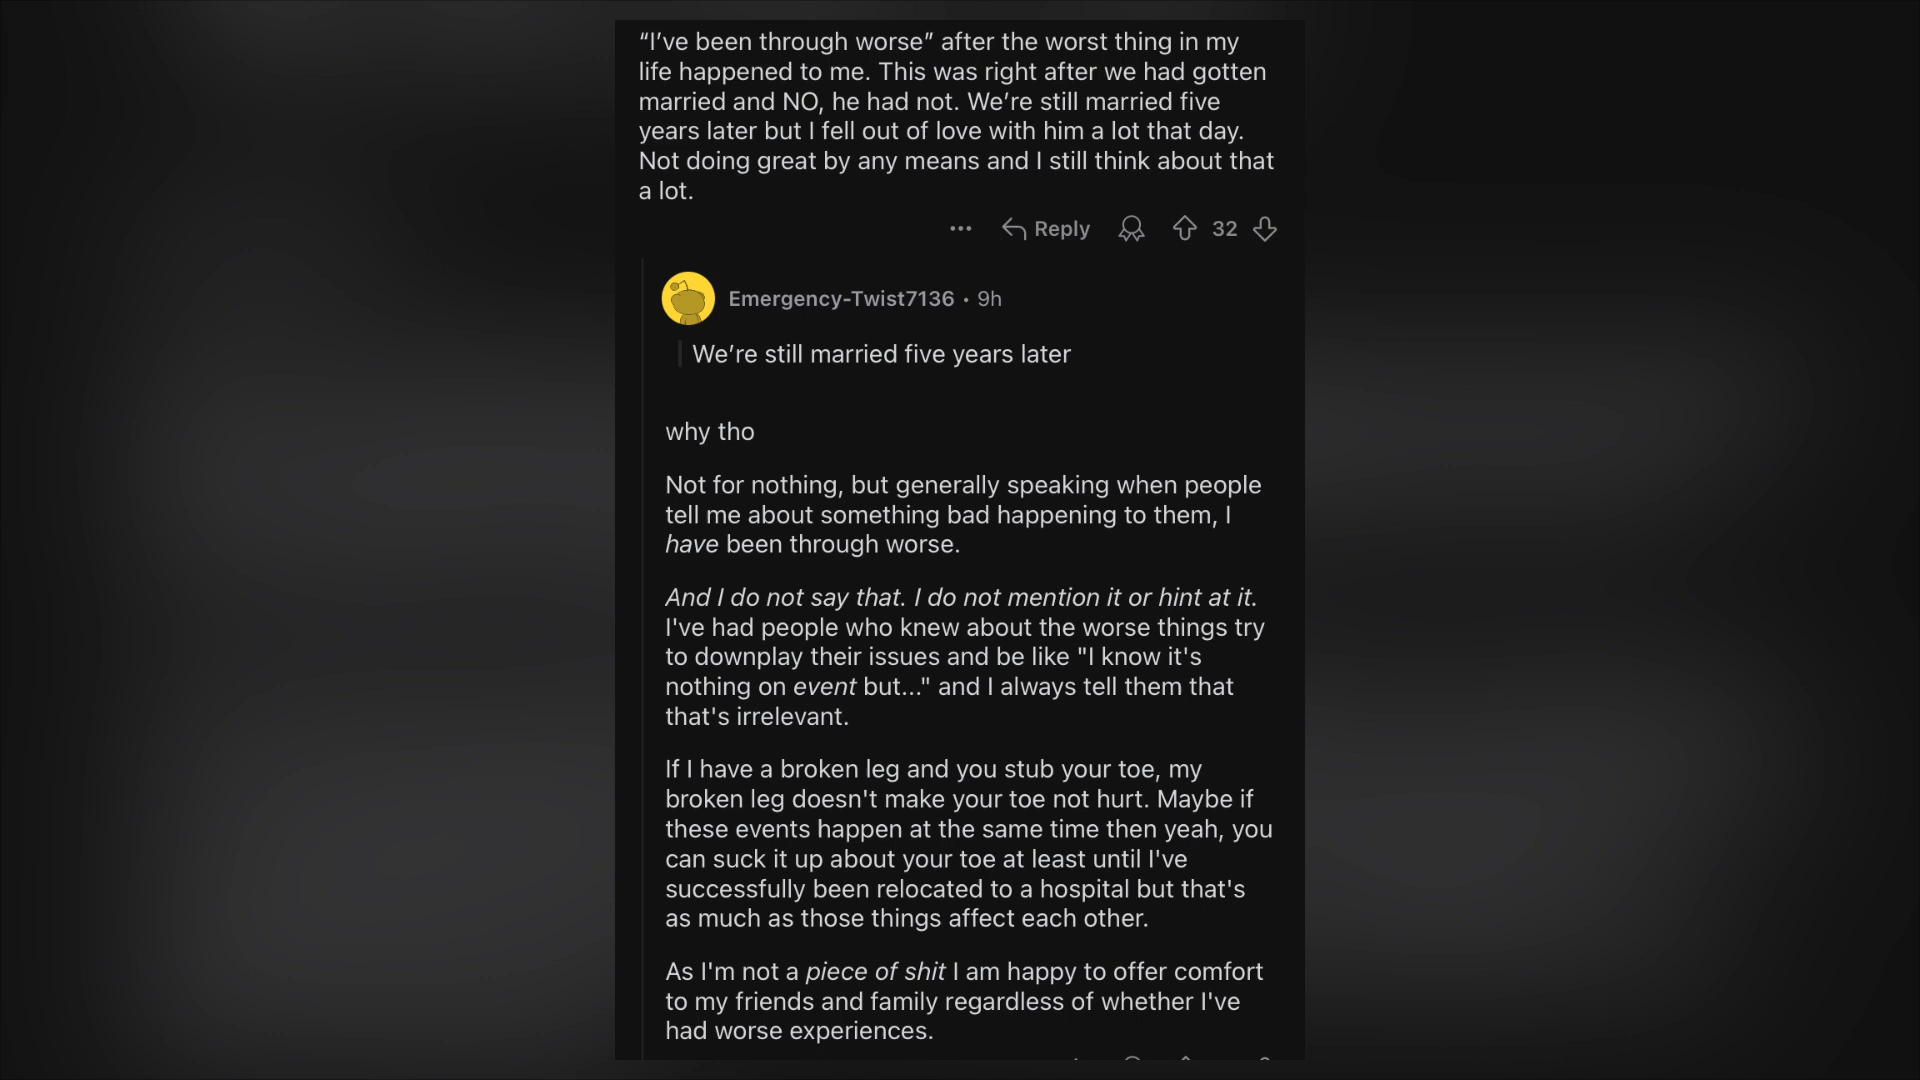 “I’ve been through worse” after the worst thing in my
life happened to me. This was right after we had gotten
married and NO, he had not. We’re still married five
years later but I fell out of love with him a lot that day.
Not doing great by any means and I still think about that
a lot.
... Reply 32
Emergency-Twist7136 • 9h
We’re still married five years later
why tho
Not for nothing, but generally speaking when people
tell me about something bad happening to them, I
have been through worse.
And I do not say that. I do not mention it or hint at it.
I've had people who knew about the worse things try
to downplay their issues and be like "I know it's
nothing on event but..." and I always tell them that
that's irrelevant.
If I have a broken leg and you stub your toe, my
broken leg doesn't make your toe not hurt. Maybe if
these events happen at the same time then yeah, you
can suck it up about your toe at least until I've
successfully been relocated to a hospital but that's
as much as those things affect each other.
As I'm not a piece of shit I am happy to offer comfort
to my friends and family regardless of whether I've
had worse experiences.